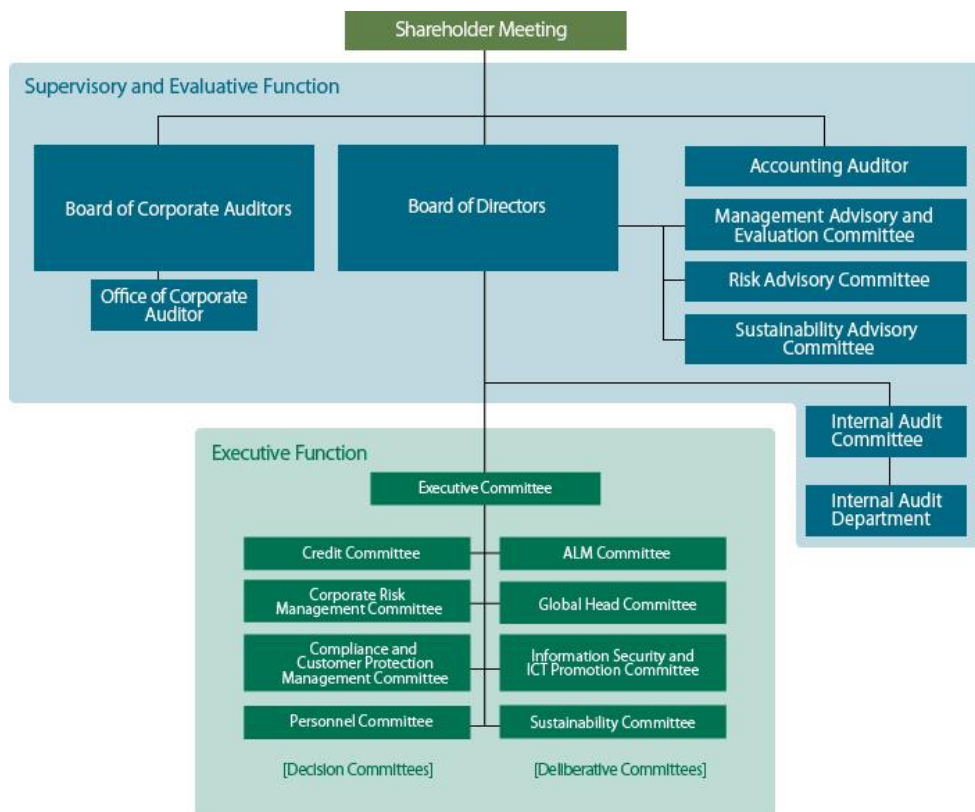 Shareholder Meeting
Supervisory and Evaluative Function
Board of Corporate Auditors
Office of Corporate
Auditor
Board of Directors
Accounting Auditor
Management Advisory and
Evaluation Committee
Risk Advisory Committee
Sustainability Advisory
Committee
Internal Audit
Committee
Internal Audit
Department
Executive Function
Executive Committee
Credit Committee
Corporate Risk
Management Committee
Compliance and
Customer Protection
Management Committee
Personnel Committee
[Decision Committees]
ALM Committee
Global Head Committee
Information Security and
ICT Promotion Committee
Sustainability Committee
[Deliberative Committees]